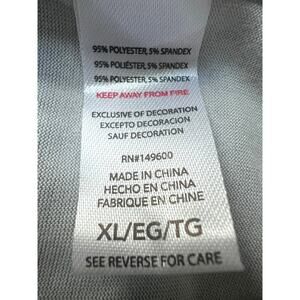 95% POLYESTER, 5% SPANDEX
95% POLIÉSTER, 5% SPANDEX
95% POLYESTER, 5% SPANDEX
KEEP AWAY FROM FIRE
EXCLUSIVE OF DECORATION
EXCEPTO DECORACION
SAUF DECORATION
RN#149600
MADE IN CHINA
HECHO EN CHINA
FABRIQUE EN CHINE
XL/EG/TG
SEE REVERSE FOR CARE